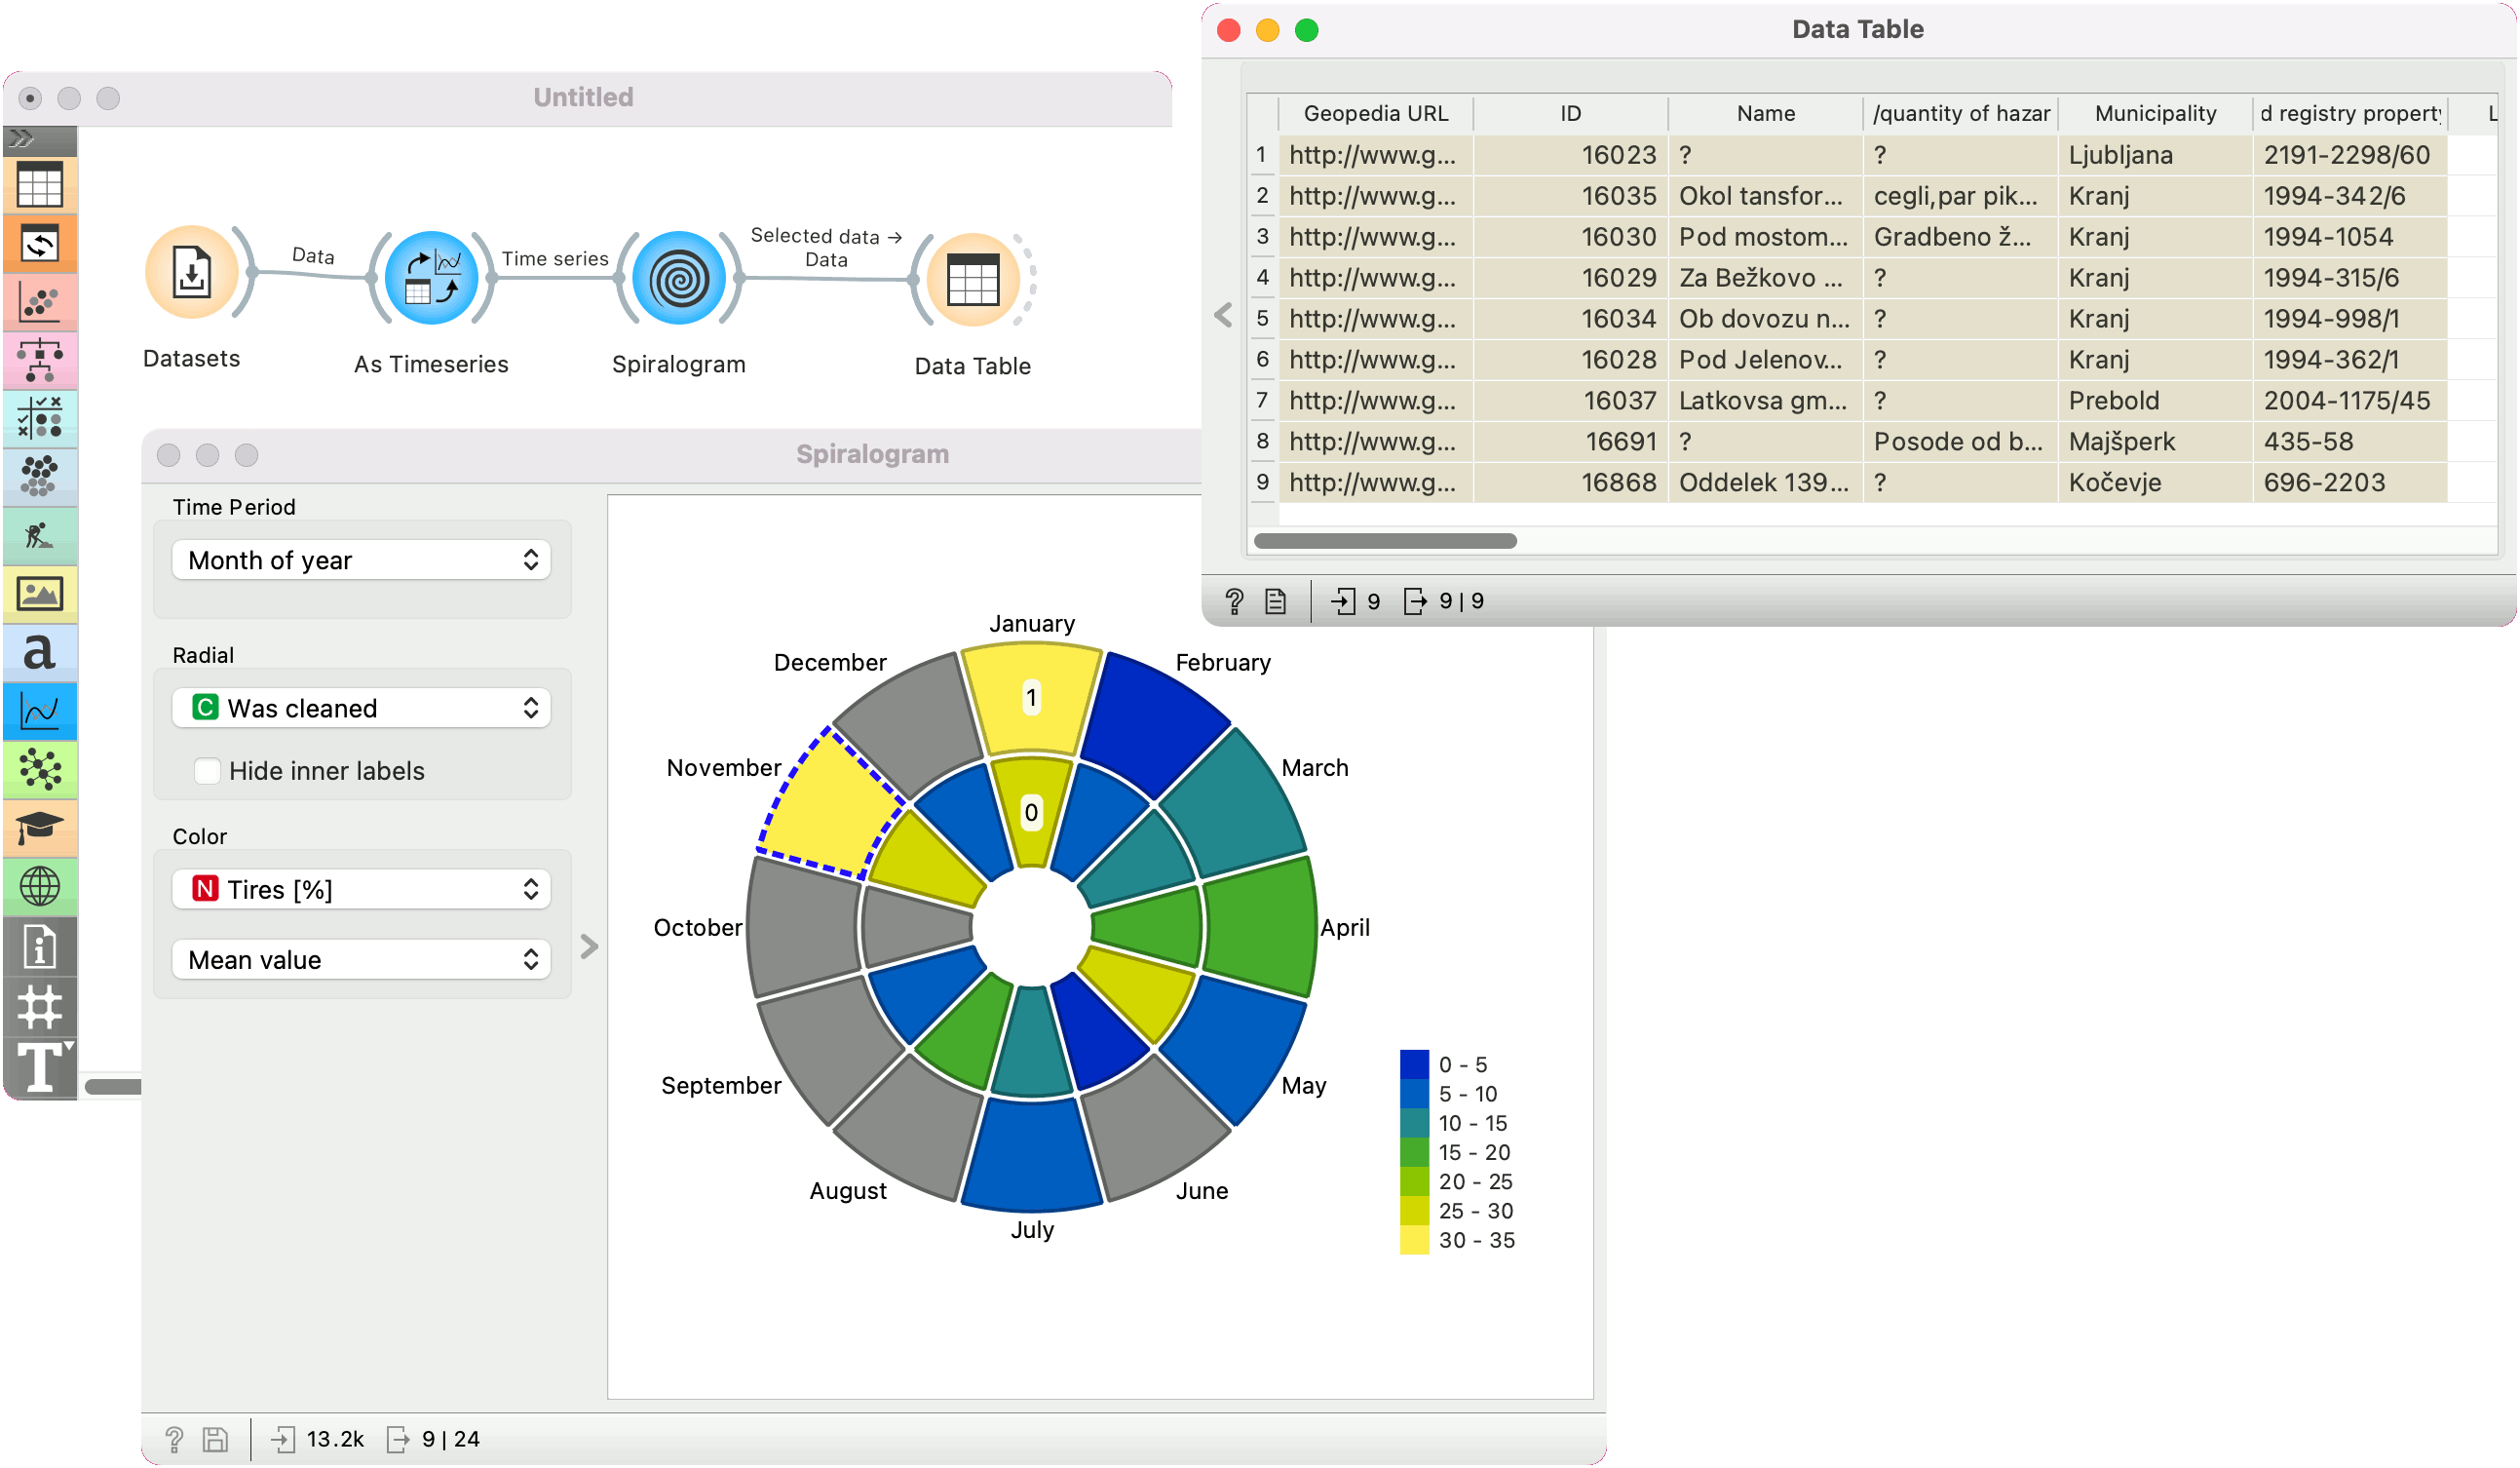 Untitled
Data
Time series
Selected data →
Data
Datasets
As Timeseries
Spiralogram
Data Table
a
T
Spiralogram
Time Period
Month of year
Radial
C Was cleaned
Hide inner labels
Color
N Tires [%]
Mean value
January
February
March
April
May
June
July
August
September
October
November
December
1
0
0 - 5
5 - 10
10 - 15
15 - 20
20 - 25
25 - 30
30 - 35
? 13.2k 9 | 24
Data Table
Geopedia URL ID Name /quantity of hazar Municipality d registry property L
1 http://www.g... 16023 ? ? Ljubljana 2191-2298/60
2 http://www.g... 16035 Okol tansfor... cegli,par pik... Kranj 1994-342/6
3 http://www.g... 16030 Pod mostom... Gradbeno ž... Kranj 1994-1054
4 http://www.g... 16029 Za Bežkovo ... ? Kranj 1994-315/6
5 http://www.g... 16034 Ob dovozu n... ? Kranj 1994-998/1
6 http://www.g... 16028 Pod Jelenov... ? Kranj 1994-362/1
7 http://www.g... 16037 Latkovsa gm... ? Prebold 2004-1175/45
8 http://www.g... 16691 ? Posode od b... Majšperk 435-58
9 http://www.g... 16868 Oddelek 139... ? Kočevje 696-2203
? 9 9 | 9